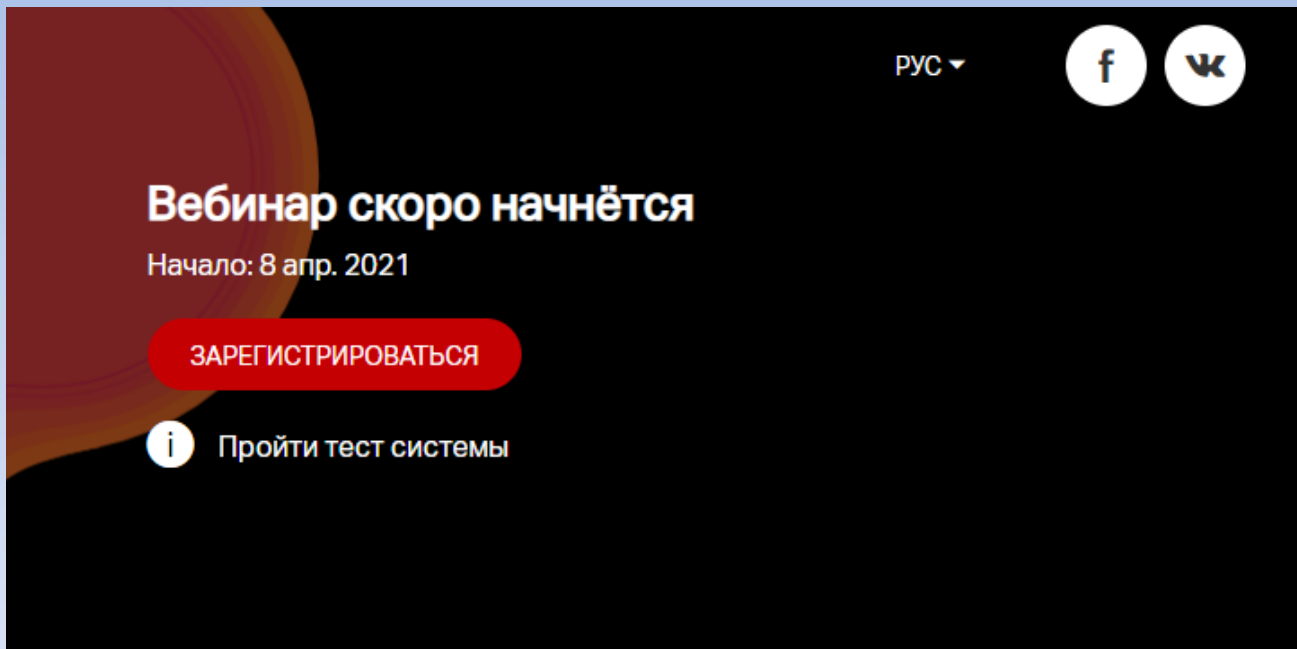 РУС
f
Вебинар скоро начнётся
Начало: 8 апр. 2021
ЗАРЕГИСТРИРОВАТЬСЯ
i Пройти тест системы